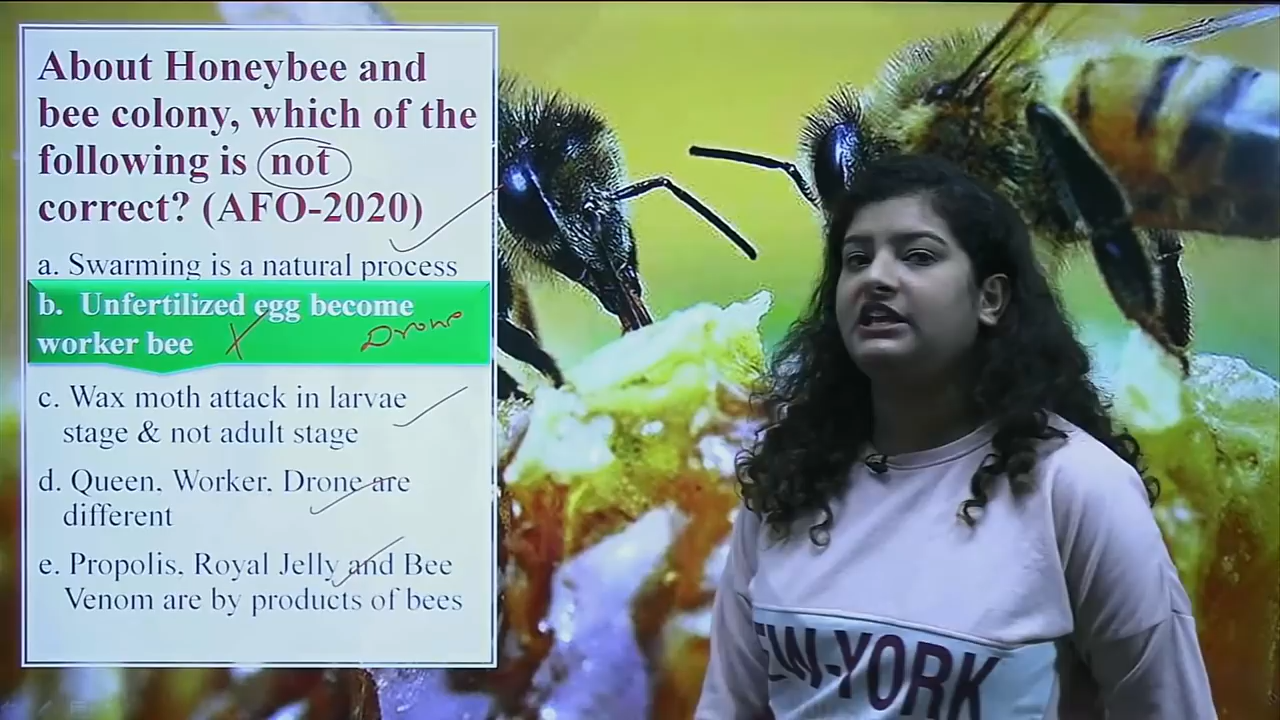 About Honeybee and
bee colony, which of the
following is not
correct? (AFO-2020)
a. Swarming is a natural process
b. Unfertilized egg become
worker bee
Drone
c. Wax moth attack in larvae
stage & not adult stage
d. Queen, Worker, Drone are
different
e. Propolis, Royal Jelly and Bee
Venom are by products of bees
EW-YORK